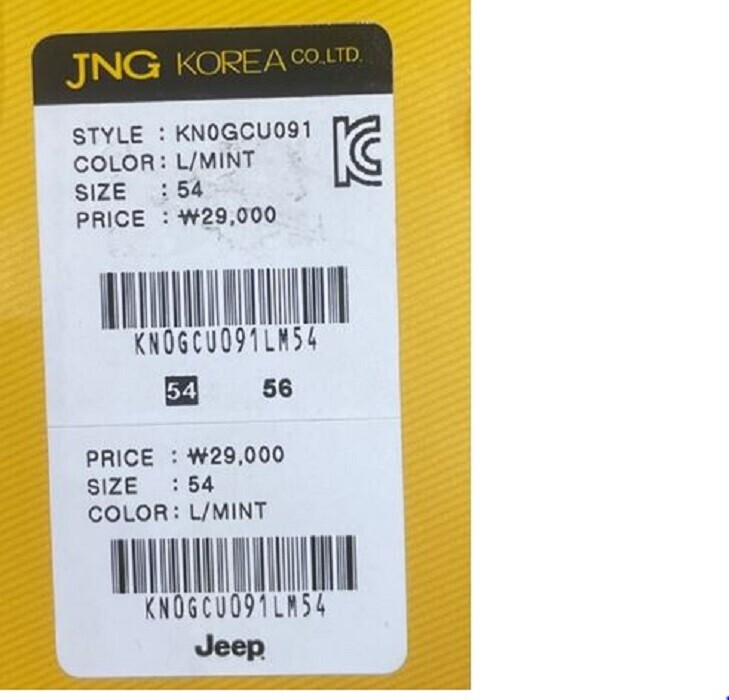 JNG KOREA CO.,LTD.
STYLE : KN0GCU091
COLOR : L/MINT
SIZE : 54
PRICE : ₩29,000
KN0GCU091LM54
54 56
PRICE : ₩29,000
SIZE : 54
COLOR : L/MINT
KN0GCU091LM54
Jeep